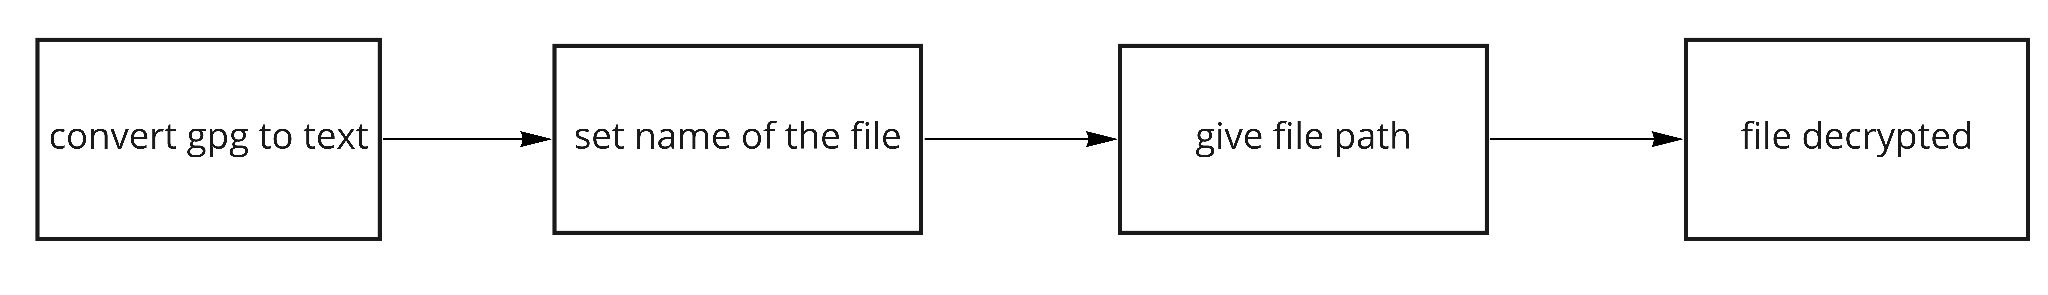 convert gpg to text
set name of the file
give file path
file decrypted